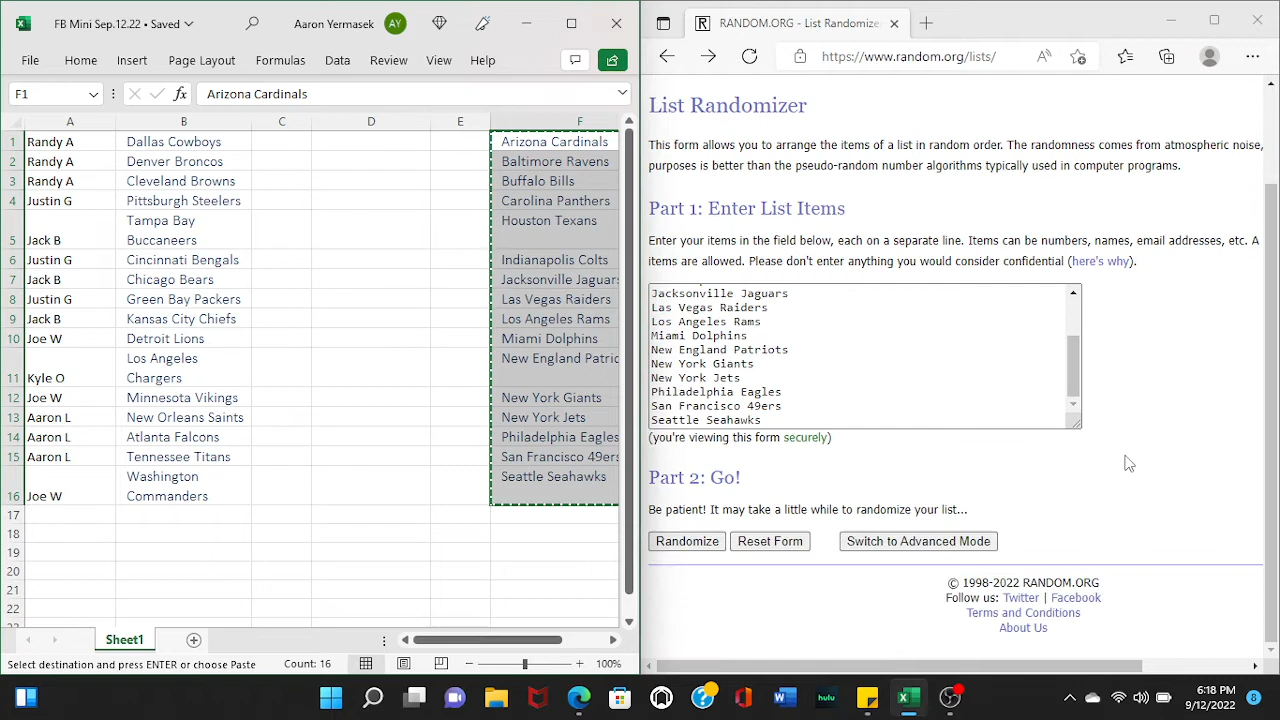 FB Mini Sep.12.22 • Saved
Aaron Yermasek
AY
File Home Insert Page Layout Formulas Data Review View Help
F1
fx
Arizona Cardinals
A B C D E F
1 Randy A Dallas Cowboys Arizona Cardinals
2 Randy A Denver Broncos Baltimore Ravens
3 Randy A Cleveland Browns Buffalo Bills
4 Justin G Pittsburgh Steelers Carolina Panthers
Tampa Bay Houston Texans
5 Jack B Buccaneers
6 Justin G Cincinnati Bengals Indianapolis Colts
7 Jack B Chicago Bears Jacksonville Jaguars
8 Justin G Green Bay Packers Las Vegas Raiders
9 Jack B Kansas City Chiefs Los Angeles Rams
10 Joe W Detroit Lions Miami Dolphins
Los Angeles New England Patrio
11 Kyle O Chargers
12 Joe W Minnesota Vikings New York Giants
13 Aaron L New Orleans Saints New York Jets
14 Aaron L Atlanta Falcons Philadelphia Eagles
15 Aaron L Tennessee Titans San Francisco 49ers
Washington Seattle Seahawks
16 Joe W Commanders
17
18
19
20
21
22
Sheet1
Select destination and press ENTER or choose Paste Count: 16 100%
R RANDOM.ORG - List Randomize
https://www.random.org/lists/
List Randomizer
This form allows you to arrange the items of a list in random order. The randomness comes from atmospheric noise,
purposes is better than the pseudo-random number algorithms typically used in computer programs.
Part 1: Enter List Items
Enter your items in the field below, each on a separate line. Items can be numbers, names, email addresses, etc. A
items are allowed. Please don't enter anything you would consider confidential (here's why).
Jacksonville Jaguars
Las Vegas Raiders
Los Angeles Rams
Miami Dolphins
New England Patriots
New York Giants
New York Jets
Philadelphia Eagles
San Francisco 49ers
Seattle Seahawks
(you're viewing this form securely)
Part 2: Go!
Be patient! It may take a little while to randomize your list...
Randomize Reset Form Switch to Advanced Mode
© 1998-2022 RANDOM.ORG
Follow us: Twitter | Facebook
Terms and Conditions
About Us
hulu
6:18 PM
9/12/2022
8